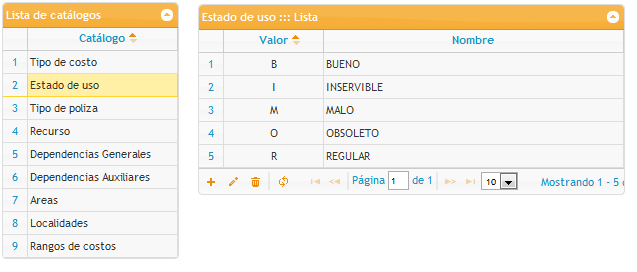 Lista de catálogos
Catálogo
1 Tipo de costo
2 Estado de uso
3 Tipo de poliza
4 Recurso
5 Dependencias Generales
6 Dependencias Auxiliares
7 Areas
8 Localidades
9 Rangos de costos
Estado de uso ::: Lista
Valor Nombre
1 B BUENO
2 I INSERVIBLE
3 M MALO
4 O OBSOLETO
5 R REGULAR
Página 1 de 1 10 Mostrando 1 - 5